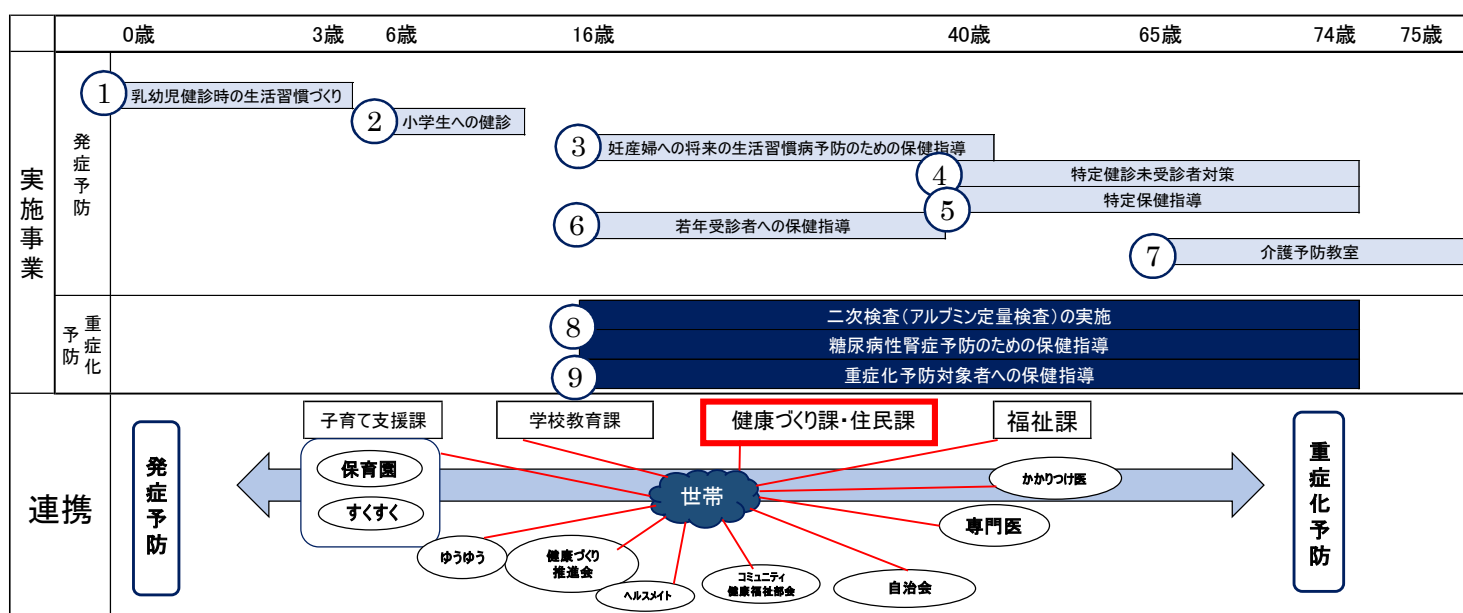 0歳 3歳 6歳 16歳 40歳 65歳 74歳 75歳
実施事業
発症予防
1 乳幼児健診時の生活習慣づくり
2 小学生への健診
3 妊産婦への将来の生活習慣病予防のための保健指導
4 特定健診未受診者対策
5 特定保健指導
6 若年受診者への保健指導
7 介護予防教室
重症化予防
8 二次検査(アルブミン定量検査)の実施
糖尿病性腎症予防のための保健指導
9 重症化予防対象者への保健指導
連携
発症予防
子育て支援課
学校教育課
健康づくり課・住民課
福祉課
重症化予防
保育園
すくすく
世帯
かかりつけ医
専門医
ゆうゆう
健康づくり
推進会
ヘルスメイト
コミュニティ
健康福祉部会
自治会